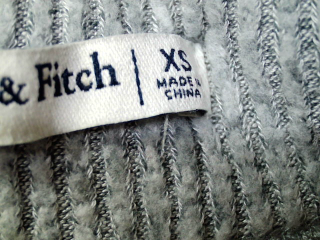 & Fitch | XS
MADE IN
CHINA